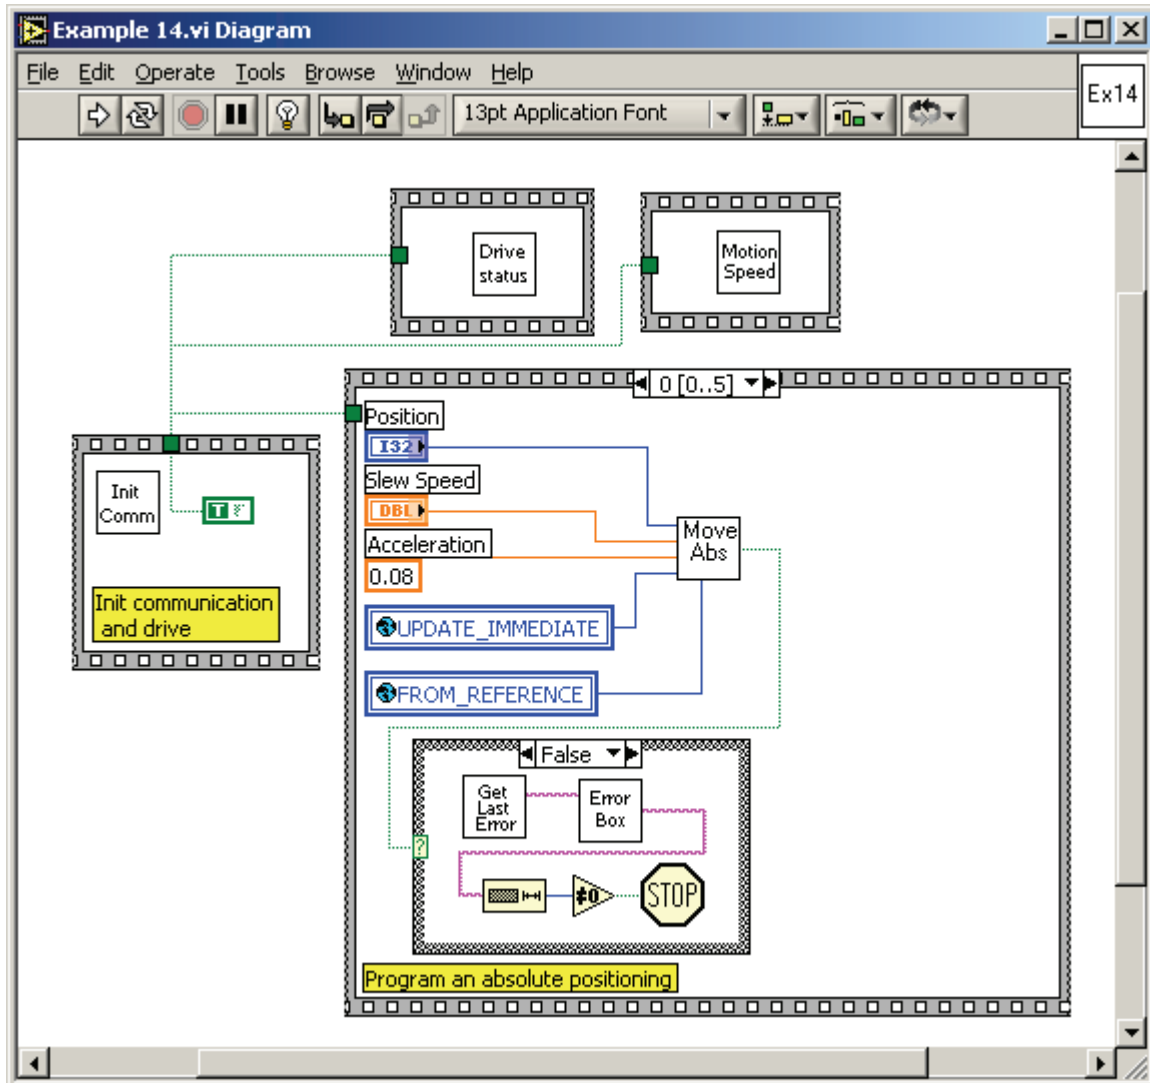 Example 14.vi Diagram
File Edit Operate Tools Browse Window Help
Ex14
13pt Application Font
Drive
status
Motion
Speed
0 [0..5]
Position
I32
Slew Speed
DBL
Acceleration
0.08
Move
Abs
Init
Comm
T
Init communication
and drive
UPDATE_IMMEDIATE
FROM_REFERENCE
False
Get
Last
Error
Error
Box
?
≠0
STOP
Program an absolute positioning